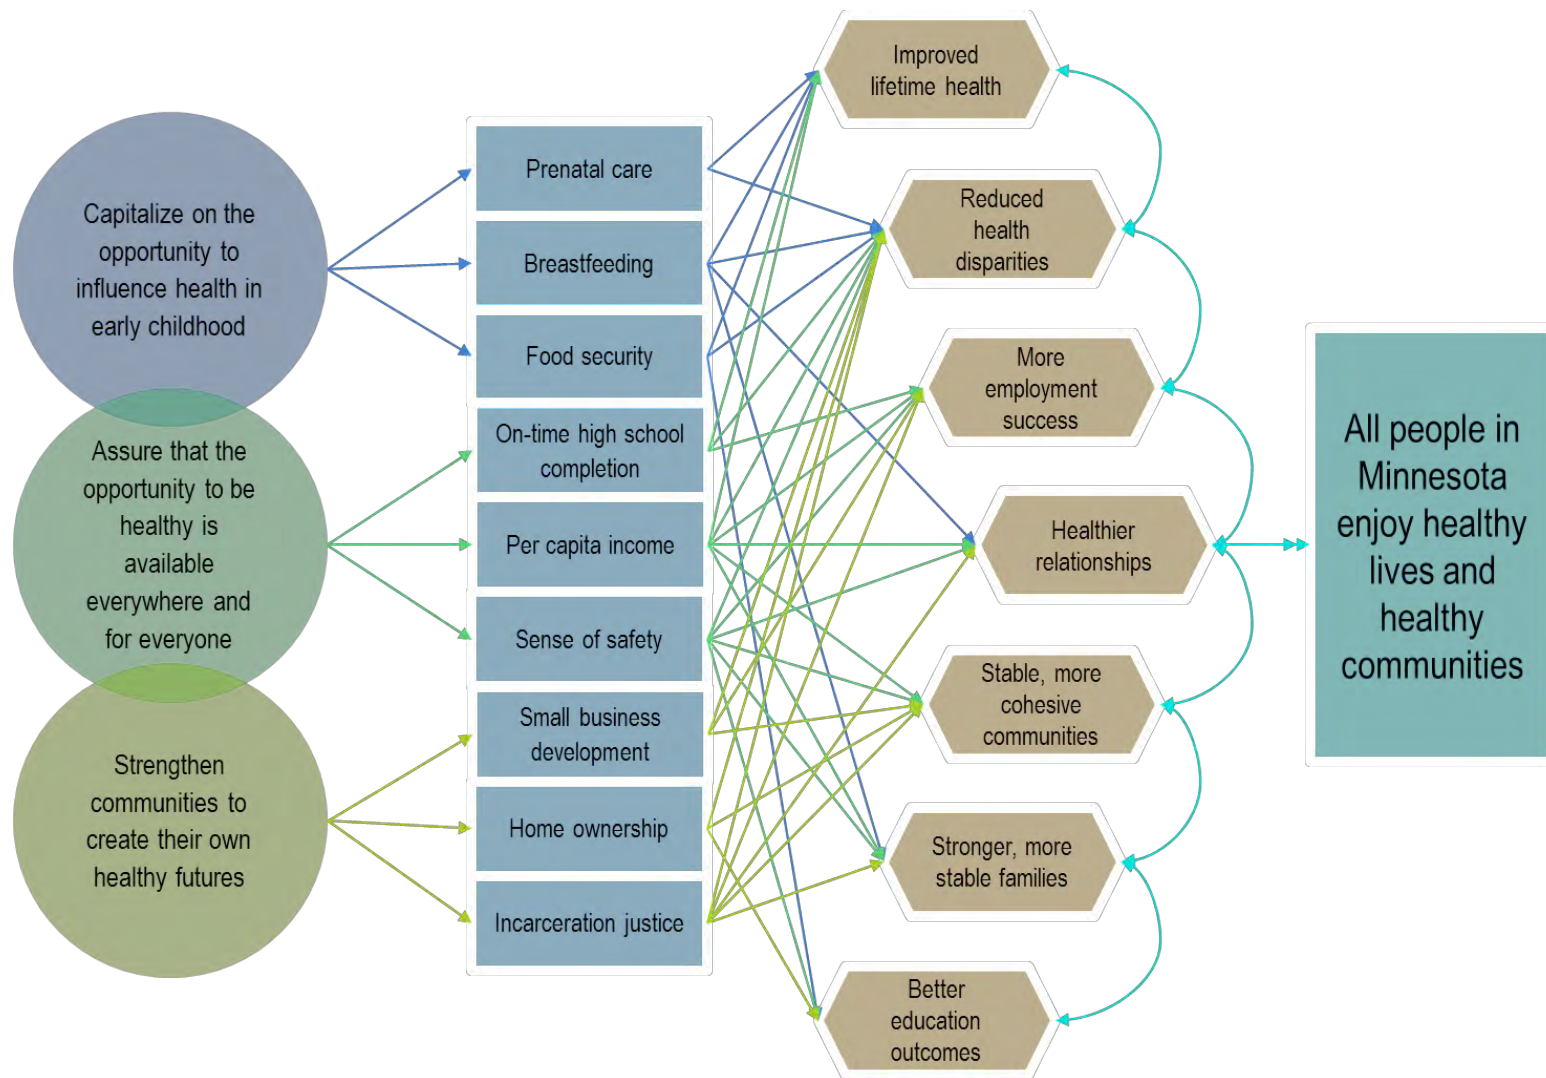 Capitalize on the
opportunity to
influence health in
early childhood
Assure that the
opportunity to be
healthy is
available
everywhere and
for everyone
Strengthen
communities to
create their own
healthy futures
Prenatal care
Breastfeeding
Food security
On-time high school
completion
Per capita income
Sense of safety
Small business
development
Home ownership
Incarceration justice
Improved
lifetime health
Reduced
health
disparities
More
employment
success
Healthier
relationships
Stable, more
cohesive
communities
Stronger, more
stable families
Better
education
outcomes
All people in
Minnesota
enjoy healthy
lives and
healthy
communities